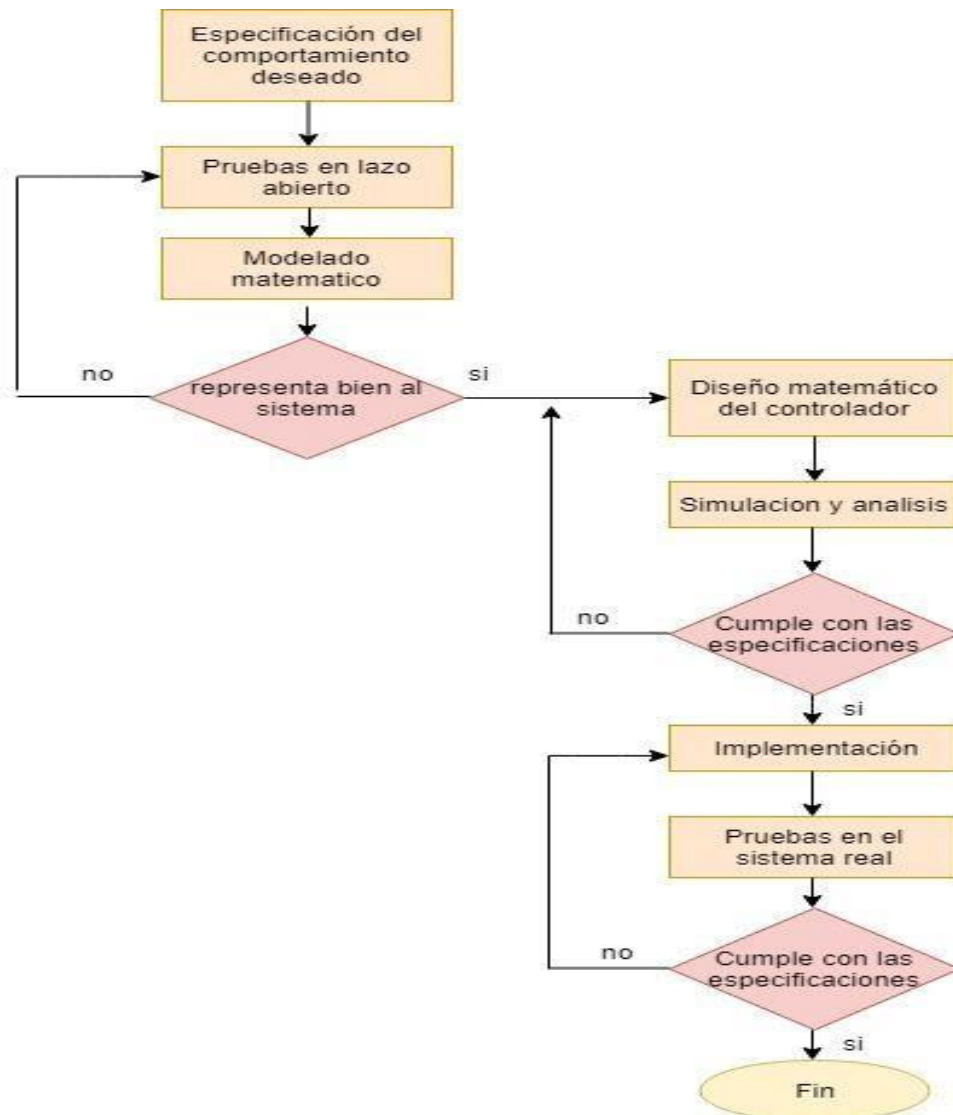 Especificación del
comportamiento
deseado
Pruebas en lazo
abierto
Modelado
matematico
no
representa bien al
sistema
si
Diseño matemático
del controlador
Simulacion y analisis
no
Cumple con las
especificaciones
si
Implementación
Pruebas en el
sistema real
no
Cumple con las
especificaciones
si
Fin